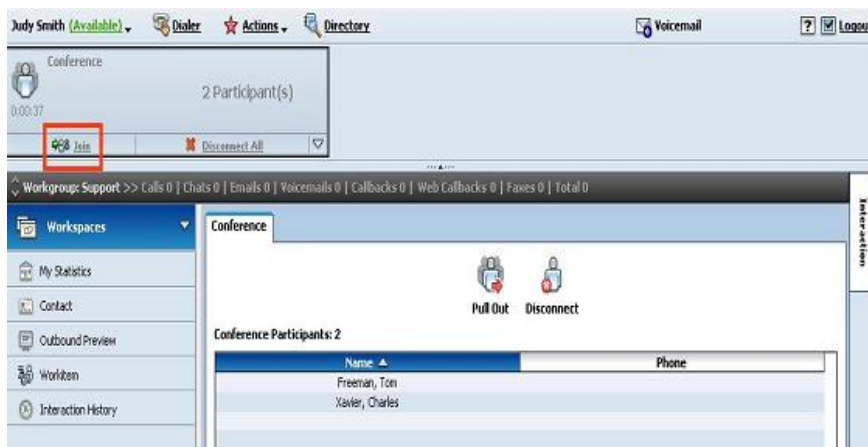 Judy Smith (Available) Dialer Actions Directory Voicemail ? Logout
Conference
2 Participant(s)
0:00:37
Join Disconnect All
Workgroup: Support >> Calls 0 | Chats 0 | Emails 0 | Voicemails 0 | Callbacks 0 | Web Callbacks 0 | Faxes 0 | Total 0
Workspaces
My Statistics
Contact
Outbound Preview
Workitem
Interaction History
Conference
Pull Out Disconnect
Conference Participants: 2
Name Phone
Freeman, Tom
Xavier, Charles
Interaction